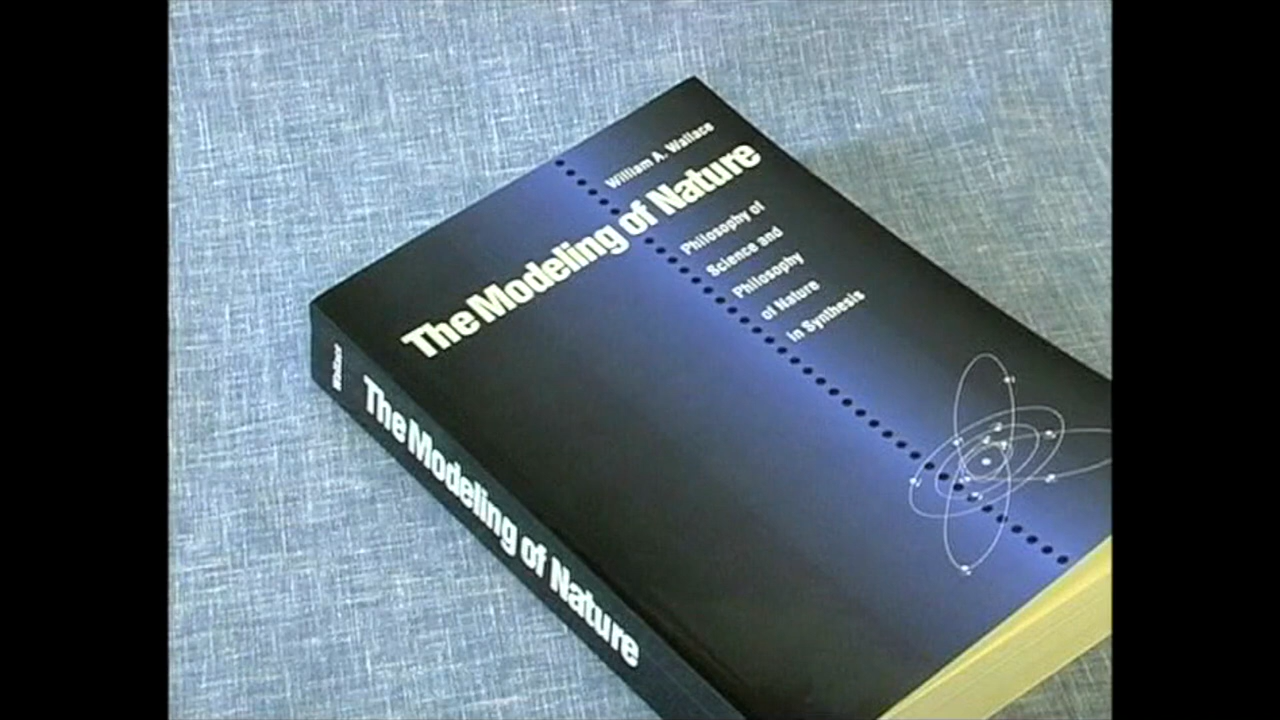 William A. Wallace
The Modeling of Nature
Philosophy of
Science and
Philosophy
of Nature
in Synthesis
Wallace
The Modeling of Nature